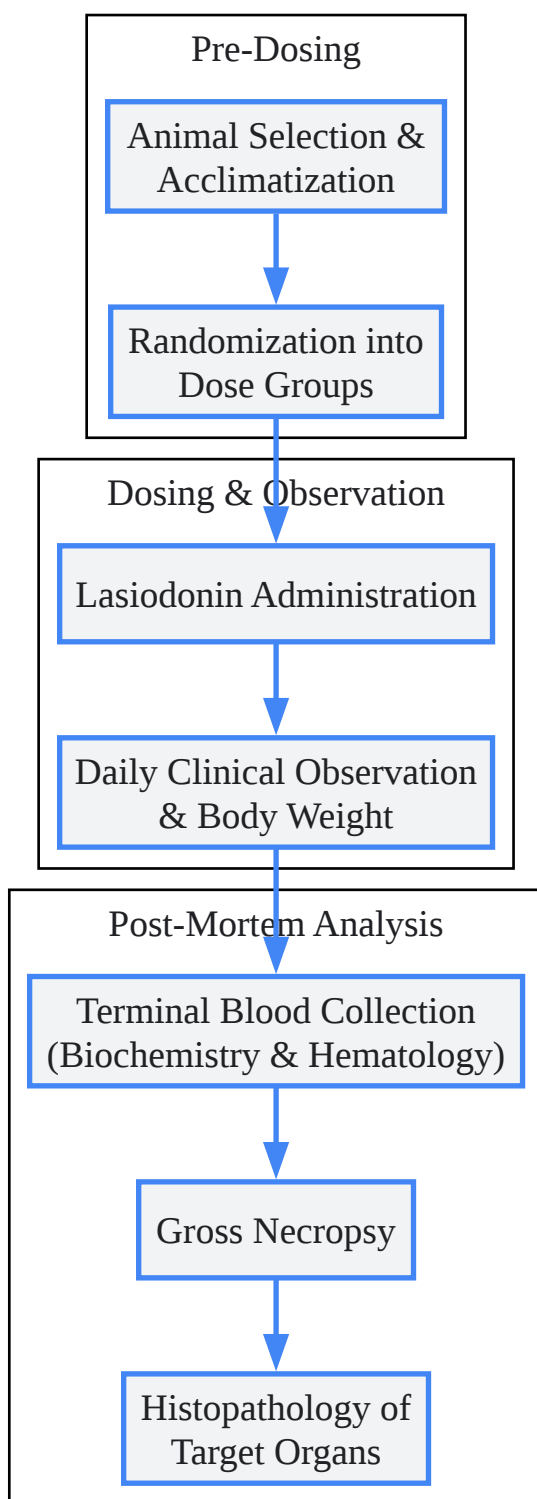 Pre-Dosing
Animal Selection &
Acclimatization
Randomization into
Dose Groups
Dosing & Observation
Lasiodonin Administration
Daily Clinical Observation
& Body Weight
Post-Mortem Analysis
Terminal Blood Collection
(Biochemistry & Hematology)
Gross Necropsy
Histopathology of
Target Organs